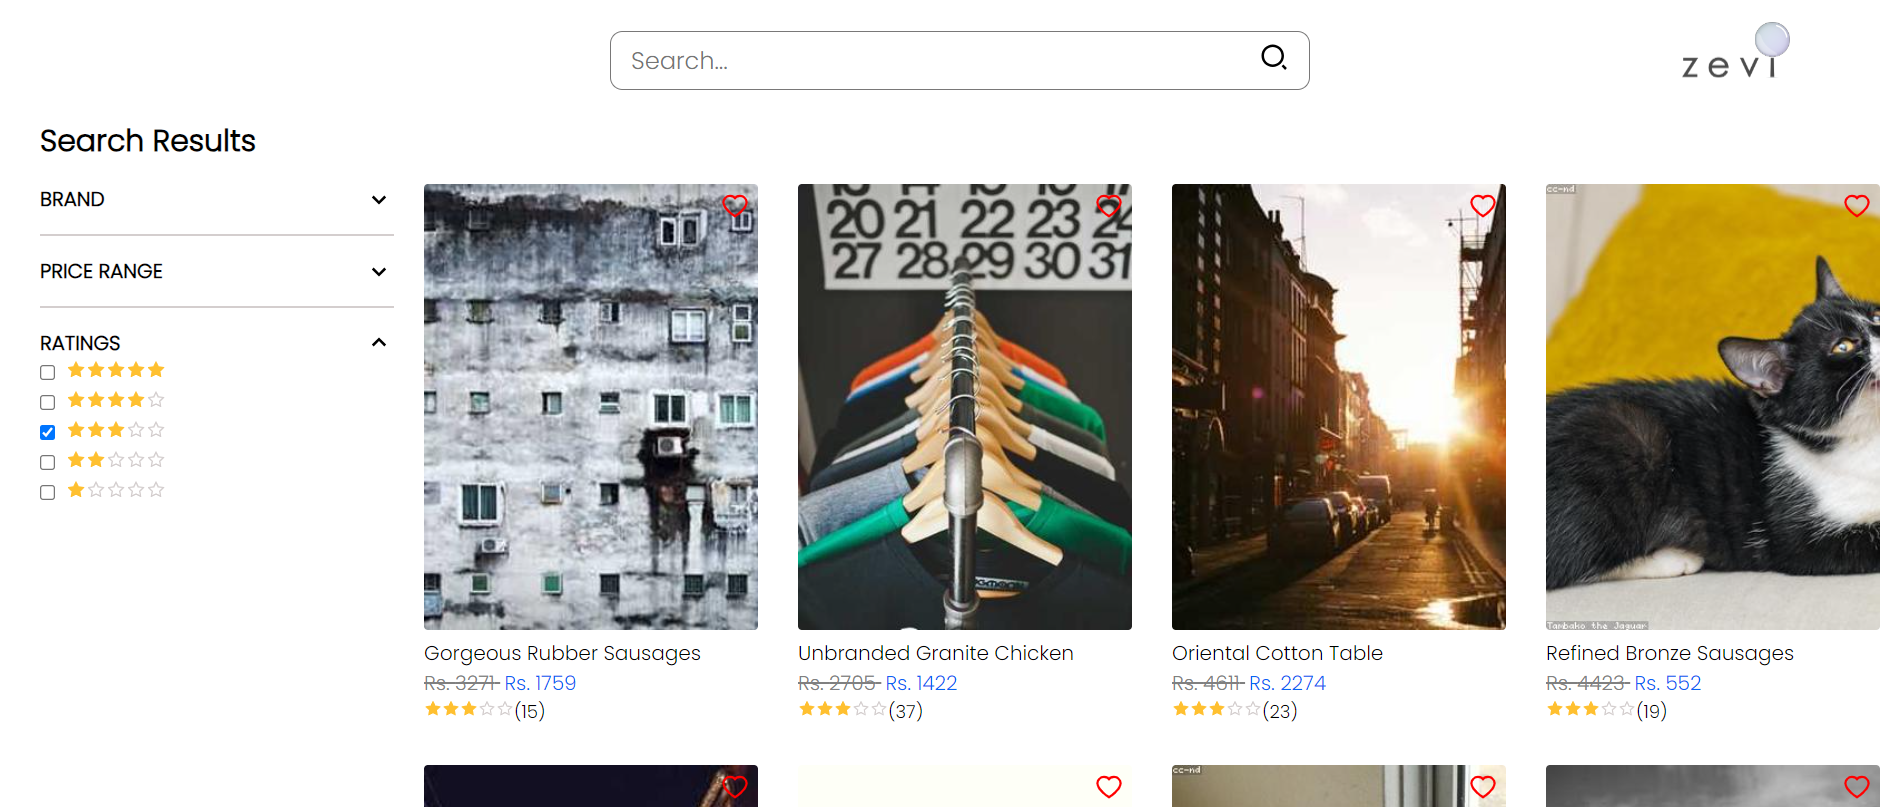 Search...
zevi
Search Results
BRAND
PRICE RANGE
RATINGS
20 21 22 23 24
27 28 29 30 31
cc-nd
Tambako the Jaguar
Gorgeous Rubber Sausages
Rs. 3271 Rs. 1759
(15)
Unbranded Granite Chicken
Rs. 2705 Rs. 1422
(37)
Oriental Cotton Table
Rs. 4611 Rs. 2274
(23)
Refined Bronze Sausages
Rs. 4423 Rs. 552
(19)
cc-nd